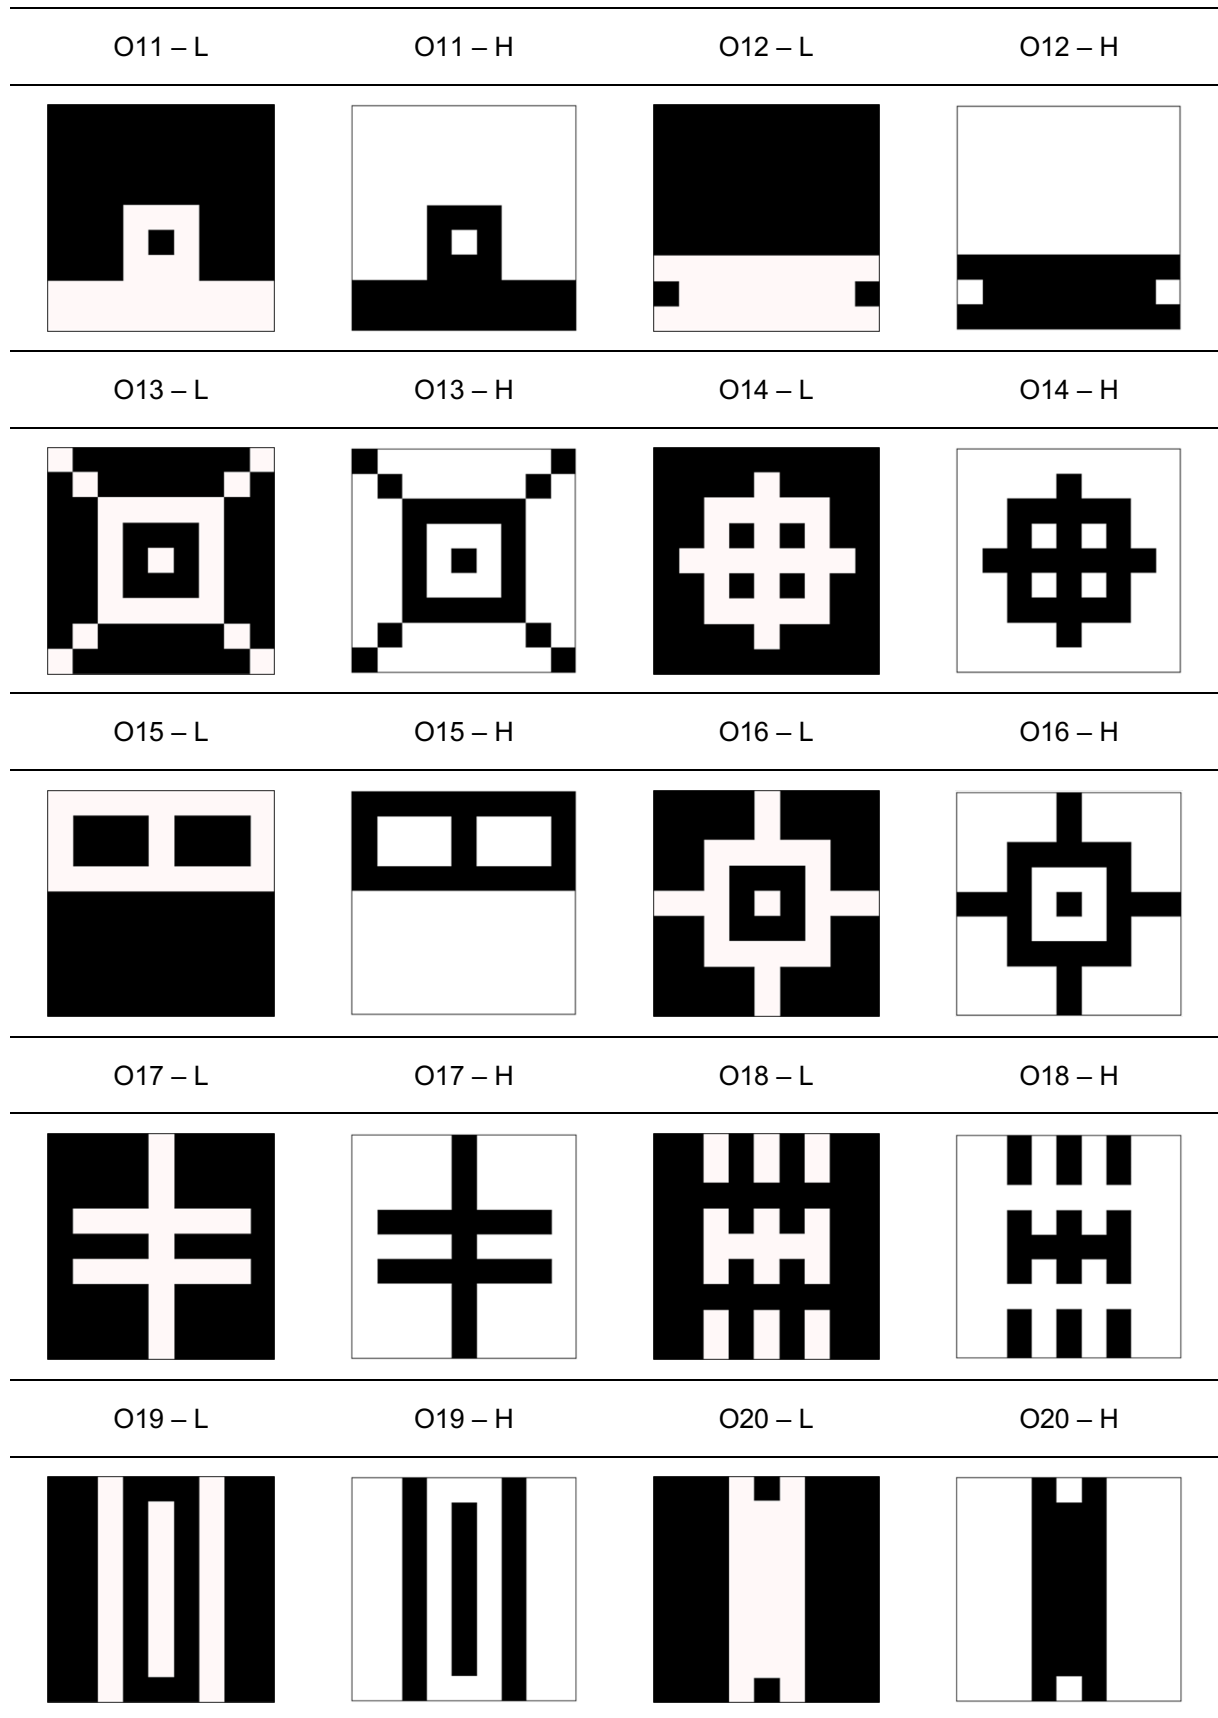 O11 – L O11 – H O12 – L O12 – H
O13 – L O13 – H O14 – L O14 – H
O15 – L O15 – H O16 – L O16 – H
O17 – L O17 – H O18 – L O18 – H
O19 – L O19 – H O20 – L O20 – H